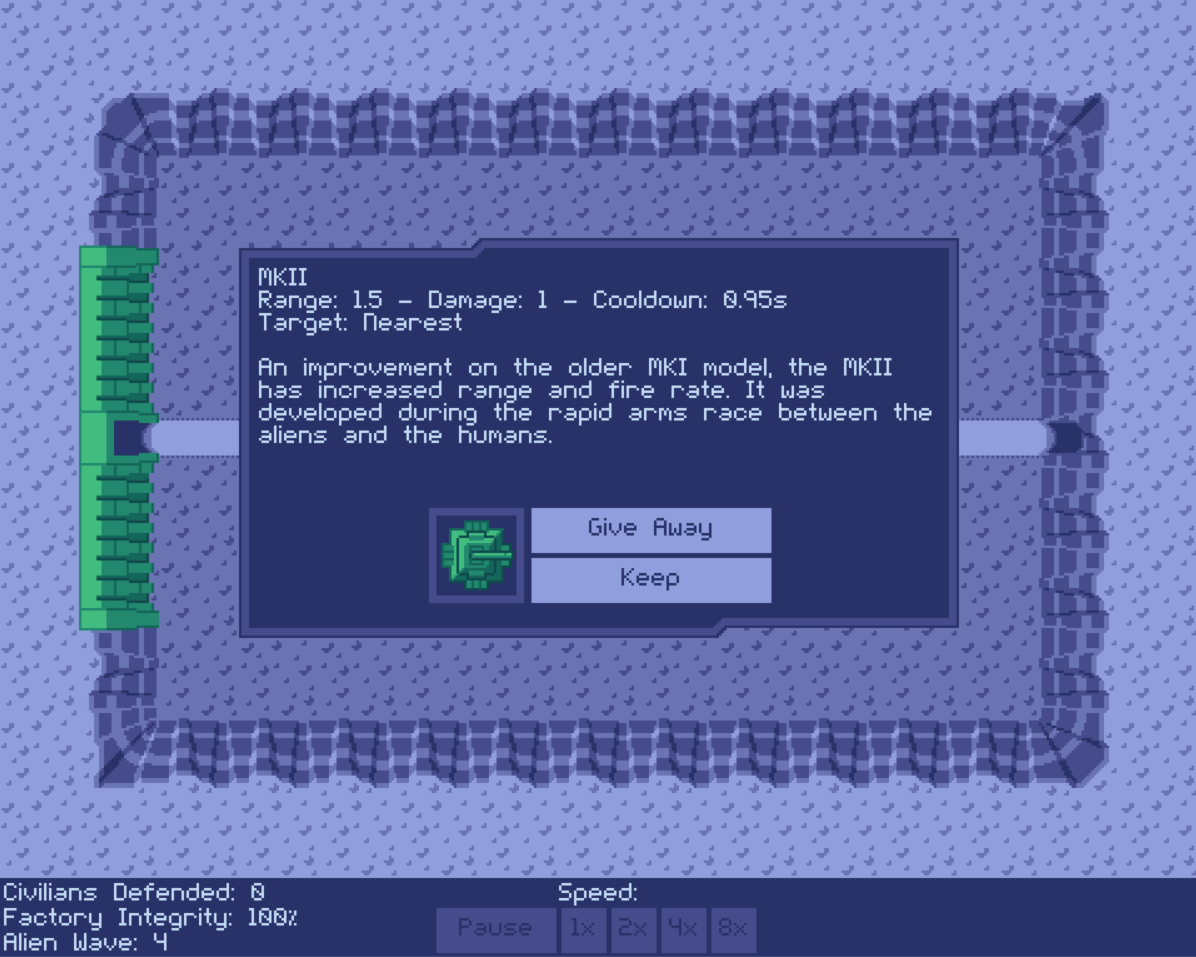 MKII
Range: 1.5 - Damage: 1 - Cooldown: 0.95s
Target: Nearest
An improvement on the older MKI model, the MKII
has increased range and fire rate. It was
developed during the rapid arms race between the
aliens and the humans.
Give Away
Keep
Civilians Defended: 0
Factory Integrity: 100%
Alien Wave: 4
Speed:
Pause 1x 2x 4x 8x